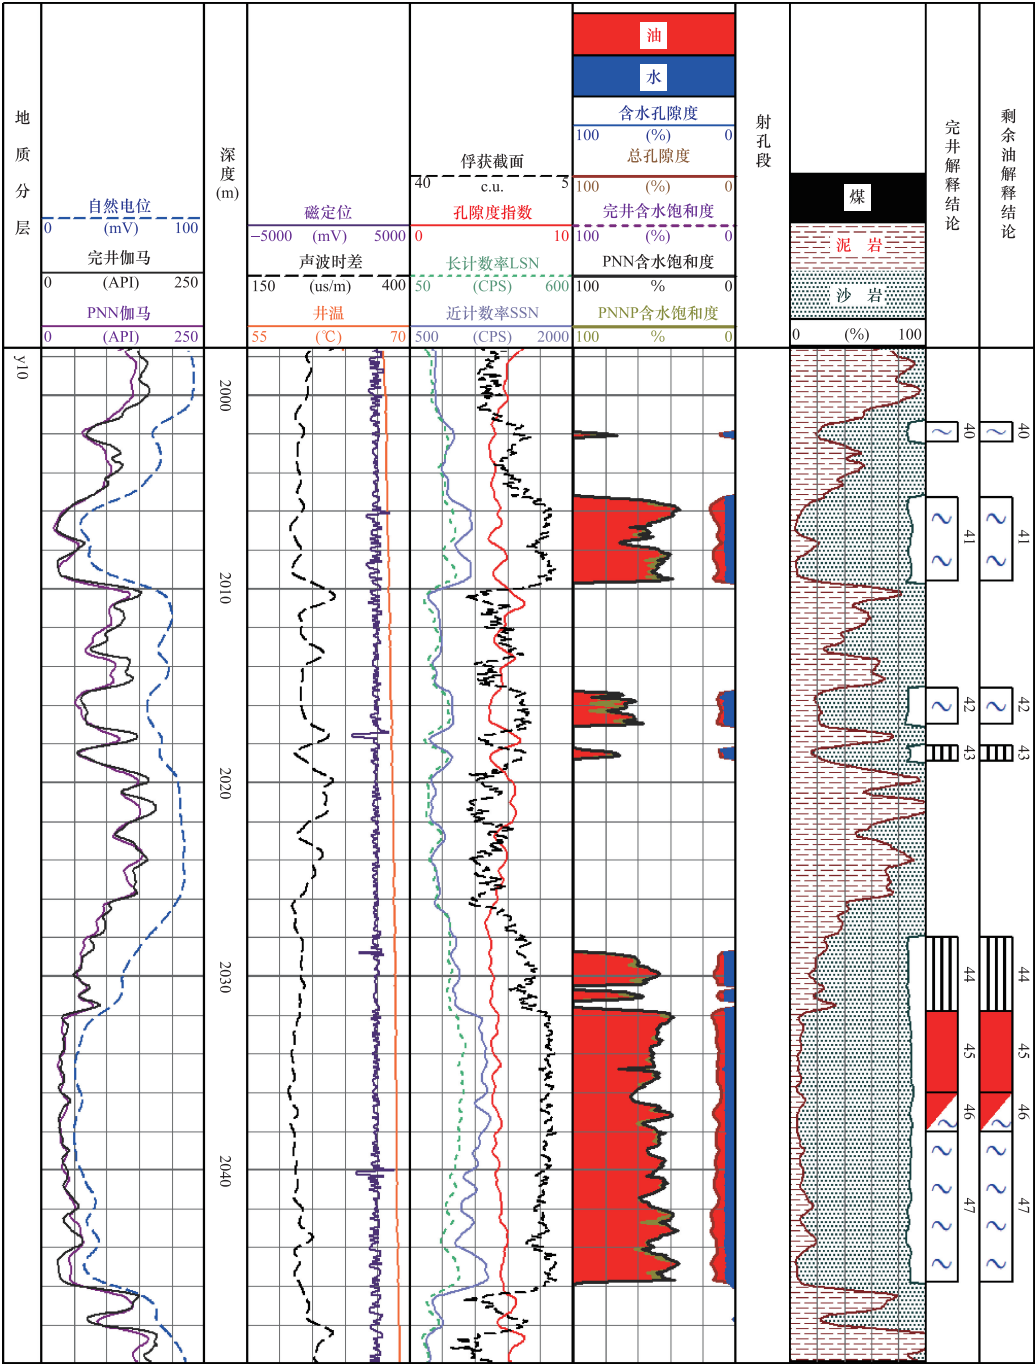 地质分层
自然电位
0 (mV) 100
完井伽马
0 (API) 250
PNN伽马
0 (API) 250
深度
(m)
磁定位
−5000 (mV) 5000
声波时差
150 (us/m) 400
井温
55 (℃) 70
俘获截面
40 c.u. 5
孔隙度指数
0 10
长计数率LSN
50 (CPS) 600
近计数率SSN
500 (CPS) 2000
油
水
含水孔隙度
100 (%) 0
总孔隙度
100 (%) 0
完井含水饱和度
100 (%) 0
PNN含水饱和度
100 (%) 0
PNNP含水饱和度
100 % 0
射孔段
煤
泥 岩
沙 岩
0 (%) 100
完井解释结论
剩余油解释结论
y10
2000
2010
2020
2030
2040
40 40
41 41
42 42
43 43
44 44
45 45
46 46
47 47